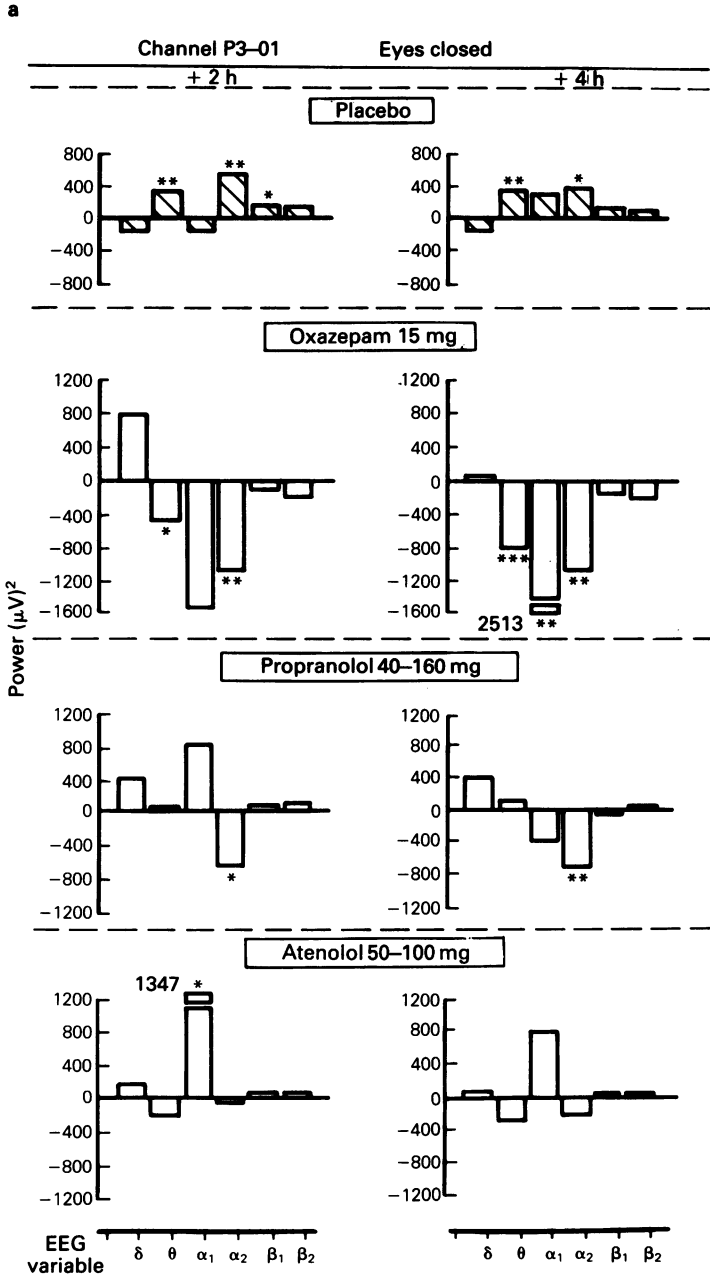 a
Channel P3–01 Eyes closed
+ 2 h + 4 h
Placebo
800 800
** ** * ** *
400 400
0 0
−400 −400
−800 −800
Oxazepam 15 mg
1200 1200
800 800
400 400
0 0
−400 −400
* 
−800 −800
** *** **
−1200 −1200
−1600 −1600
2513 **
Power (μV)²
Propranolol 40–160 mg
1200 1200
800 800
400 400
0 0
−400 −400
−800 −800
* **
−1200 −1200
Atenolol 50–100 mg
1347 *
1200 1200
800 800
400 400
0 0
−400 −400
−800 −800
−1200 −1200
EEG
variable δ θ α₁ α₂ β₁ β₂ δ θ α₁ α₂ β₁ β₂